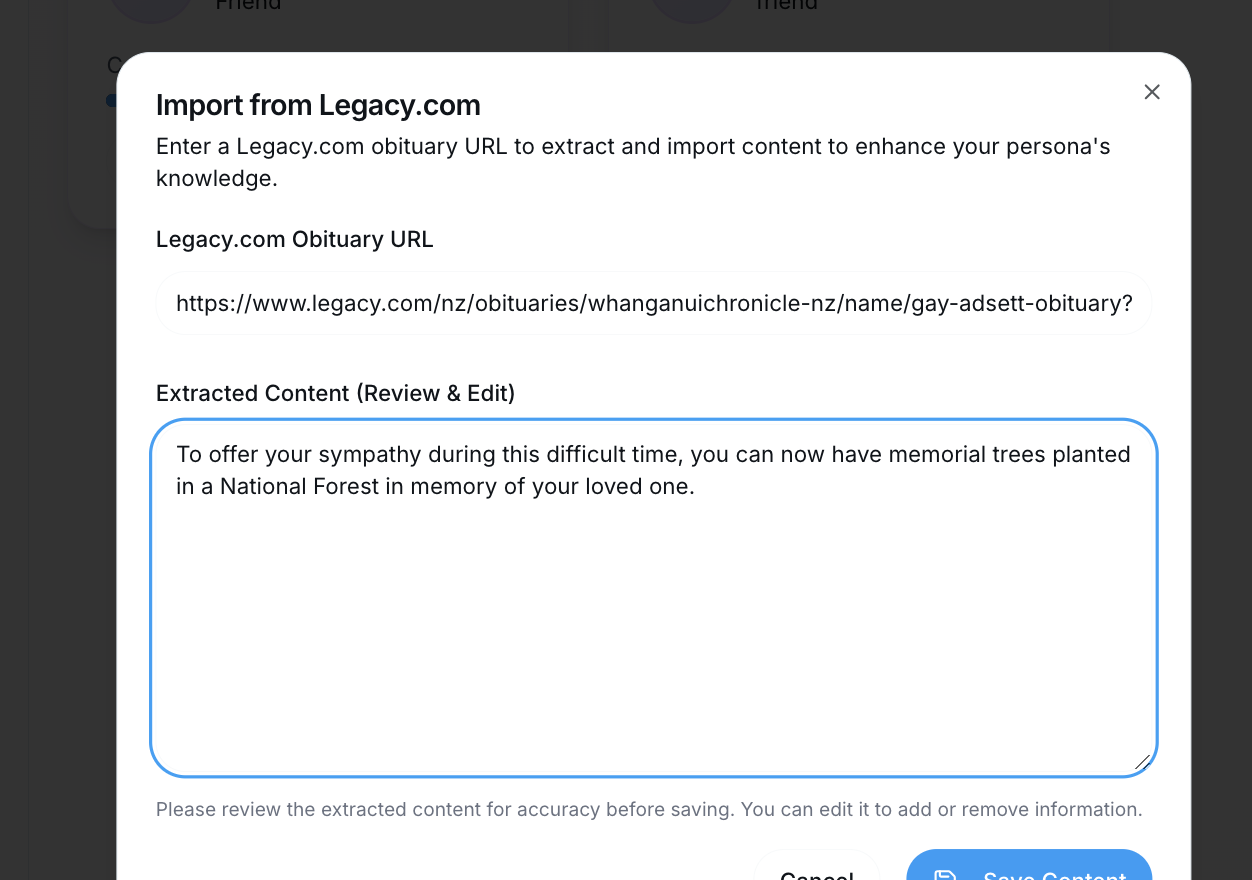 Friend
friend
C
Import from Legacy.com
Enter a Legacy.com obituary URL to extract and import content to enhance your persona's
knowledge.
Legacy.com Obituary URL
https://www.legacy.com/nz/obituaries/whanganuichronicle-nz/name/gay-adsett-obituary?
Extracted Content (Review & Edit)
To offer your sympathy during this difficult time, you can now have memorial trees planted
in a National Forest in memory of your loved one.
Please review the extracted content for accuracy before saving. You can edit it to add or remove information.
Cancel
Save Content